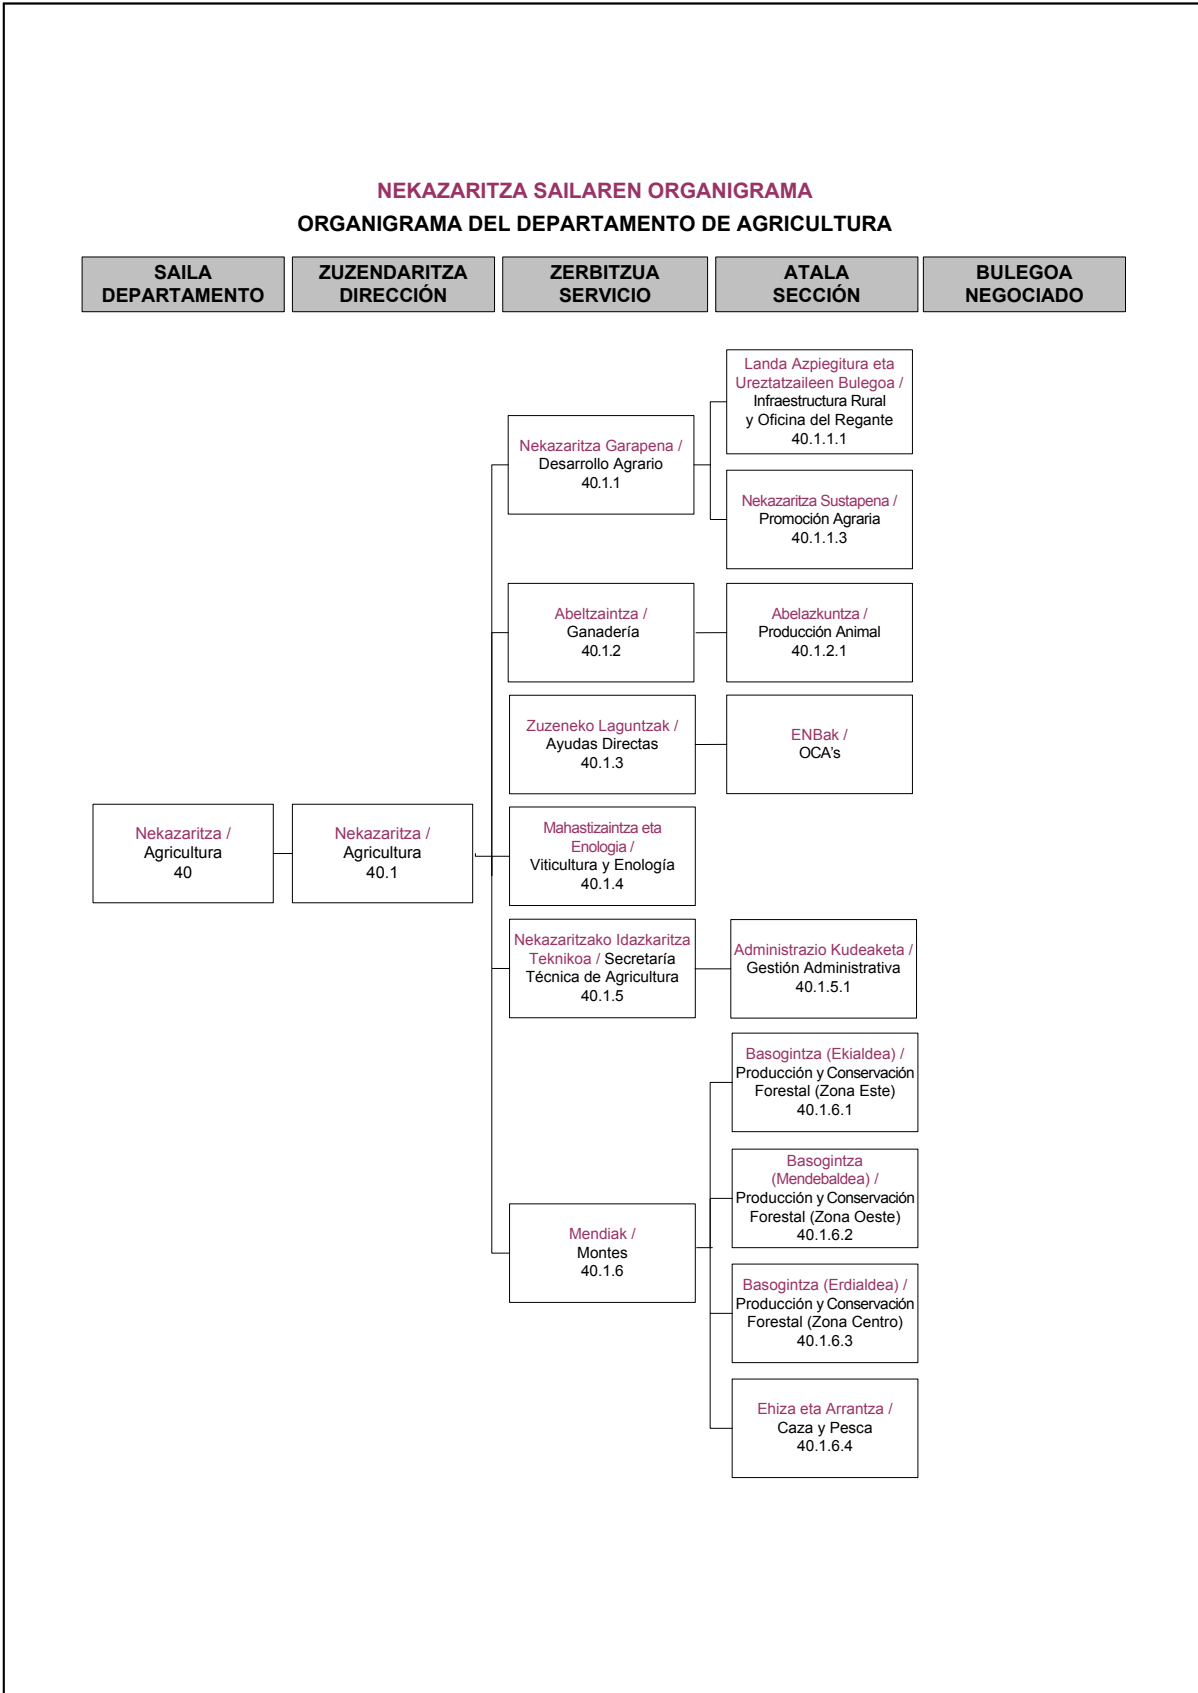 NEKAZARITZA SAILAREN ORGANIGRAMA
ORGANIGRAMA DEL DEPARTAMENTO DE AGRICULTURA
SAILA
DEPARTAMENTO
ZUZENDARITZA
DIRECCIÓN
ZERBITZUA
SERVICIO
ATALA
SECCIÓN
BULEGOA
NEGOCIADO
Nekazaritza /
Agricultura
40
Nekazaritza /
Agricultura
40.1
Nekazaritza Garapena /
Desarrollo Agrario
40.1.1
Landa Azpiegitura eta
Ureztatzaileen Bulegoa /
Infraestructura Rural
y Oficina del Regante
40.1.1.1
Nekazaritza Sustapena /
Promoción Agraria
40.1.1.3
Abeltzaintza /
Ganadería
40.1.2
Abelazkuntza /
Producción Animal
40.1.2.1
Zuzeneko Laguntzak /
Ayudas Directas
40.1.3
ENBak /
OCA's
Mahastizaintza eta
Enologia /
Viticultura y Enología
40.1.4
Nekazaritzako Idazkaritza
Teknikoa / Secretaría
Técnica de Agricultura
40.1.5
Administrazio Kudeaketa /
Gestión Administrativa
40.1.5.1
Mendiak /
Montes
40.1.6
Basogintza (Ekialdea) /
Producción y Conservación
Forestal (Zona Este)
40.1.6.1
Basogintza
(Mendebaldea) /
Producción y Conservación
Forestal (Zona Oeste)
40.1.6.2
Basogintza (Erdialdea) /
Producción y Conservación
Forestal (Zona Centro)
40.1.6.3
Ehiza eta Arrantza /
Caza y Pesca
40.1.6.4